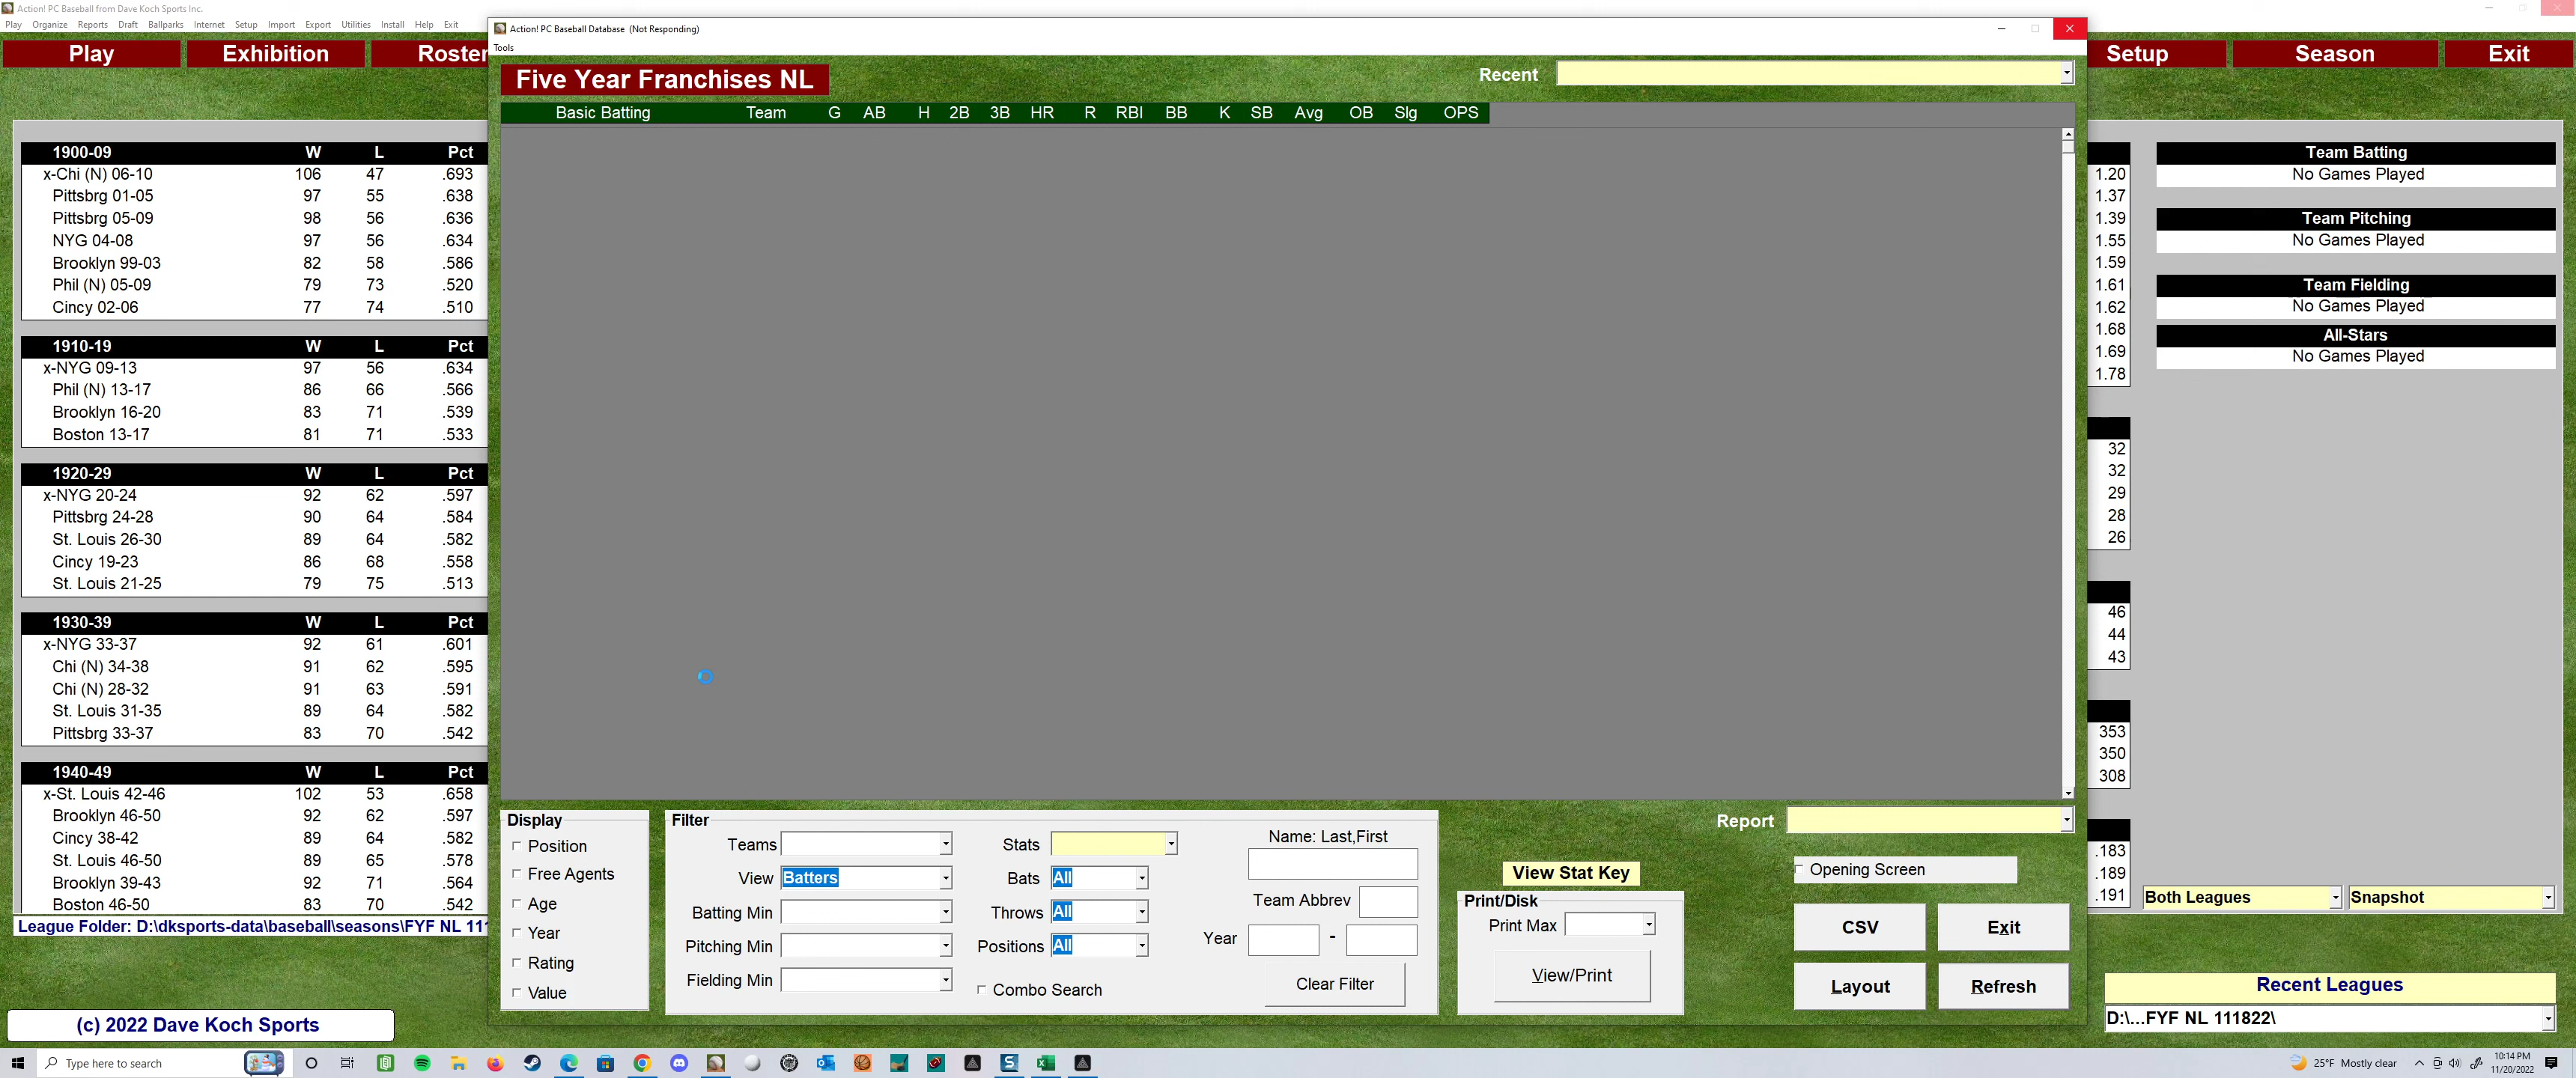 Action! PC Baseball from Dave Koch Sports Inc.
Play Organize Reports Draft Ballparks Internet Setup Import Export Utilities Install Help Exit
Play Exhibition Roster
Setup Season Exit
1900-09 W L Pct
x-Chi (N) 06-10 106 47 .693
Pittsbrg 01-05 97 55 .638
Pittsbrg 05-09 98 56 .636
NYG 04-08 97 56 .634
Brooklyn 99-03 82 58 .586
Phil (N) 05-09 79 73 .520
Cincy 02-06 77 74 .510
1910-19 W L Pct
x-NYG 09-13 97 56 .634
Phil (N) 13-17 86 66 .566
Brooklyn 16-20 83 71 .539
Boston 13-17 81 71 .533
1920-29 W L Pct
x-NYG 20-24 92 62 .597
Pittsbrg 24-28 90 64 .584
St. Louis 26-30 89 64 .582
Cincy 19-23 86 68 .558
St. Louis 21-25 79 75 .513
1930-39 W L Pct
x-NYG 33-37 92 61 .601
Chi (N) 34-38 91 62 .595
Chi (N) 28-32 91 63 .591
St. Louis 31-35 89 64 .582
Pittsbrg 33-37 83 70 .542
1940-49 W L Pct
x-St. Louis 42-46 102 53 .658
Brooklyn 46-50 92 62 .597
Cincy 38-42 89 64 .582
St. Louis 46-50 89 65 .578
Brooklyn 39-43 92 71 .564
Boston 46-50 83 70 .542
League Folder: D:\dksports-data\baseball\seasons\FYF NL 111
(c) 2022 Dave Koch Sports
Action! PC Baseball Database (Not Responding)
Tools
Five Year Franchises NL
Recent
Basic Batting Team G AB H 2B 3B HR R RBI BB K SB Avg OB Slg OPS
Display
Position
Free Agents
Age
Year
Rating
Value
Filter
Teams
View Batters
Batting Min
Pitching Min
Fielding Min
Stats
Bats All
Throws All
Positions All
Combo Search
Name: Last,First
Team Abbrev
Year -
Clear Filter
View Stat Key
Print/Disk
Print Max
View/Print
Report
Opening Screen
CSV Exit
Layout Refresh
1.20
1.37
1.39
1.55
1.59
1.61
1.62
1.68
1.69
1.78
32
32
29
28
26
46
44
43
353
350
308
.183
.189
.191
Team Batting
No Games Played
Team Pitching
No Games Played
Team Fielding
No Games Played
All-Stars
No Games Played
Both Leagues Snapshot
Recent Leagues
D:\...FYF NL 111822\
Type here to search
25°F Mostly clear
10:14 PM
11/20/2022